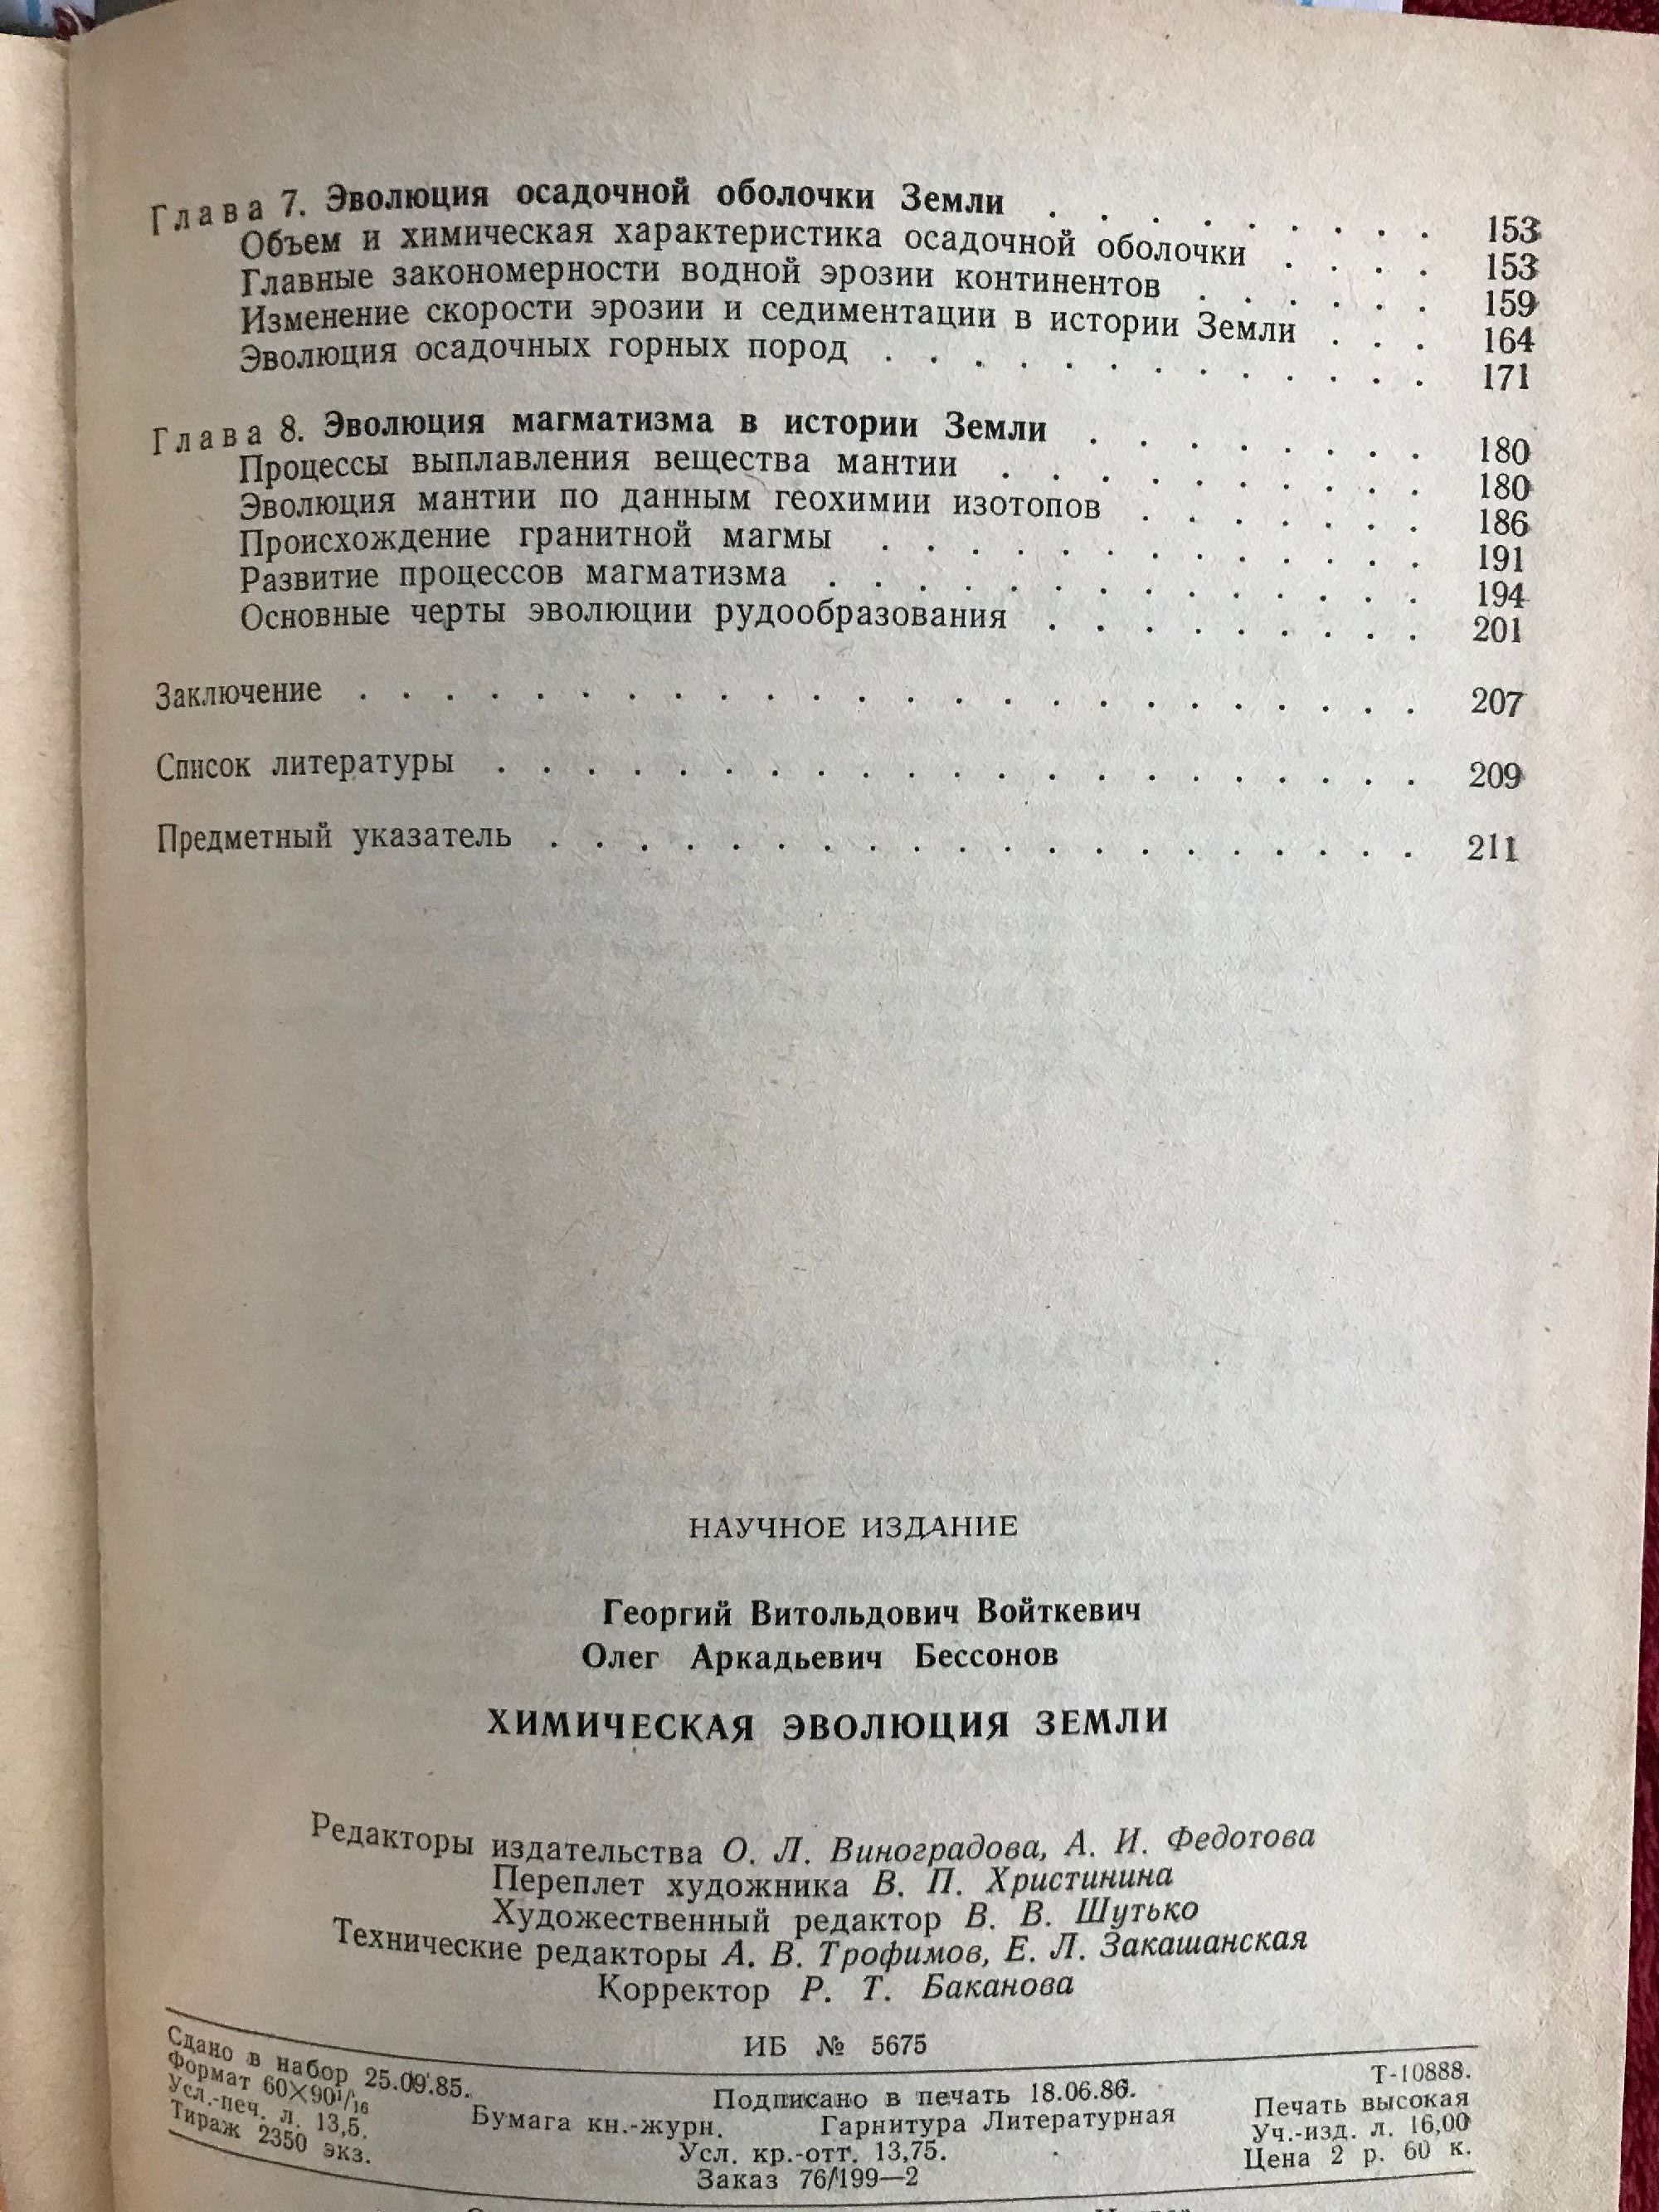 Глава 7. Эволюция осадочной оболочки Земли . . . . . . . . . 153
Объем и химическая характеристика осадочной оболочки . . . . 153
Главные закономерности водной эрозии континентов . . . . . . 159
Изменение скорости эрозии и седиментации в истории Земли . . . 164
Эволюция осадочных горных пород . . . . . . . . . . . . . 171
Глава 8. Эволюция магматизма в истории Земли . . . . . . . . 180
Процессы выплавления вещества мантии . . . . . . . . . . 180
Эволюция мантии по данным геохимии изотопов . . . . . . . 186
Происхождение гранитной магмы . . . . . . . . . . . . . 191
Развитие процессов магматизма . . . . . . . . . . . . . . 194
Основные черты эволюции рудообразования . . . . . . . . . 201
Заключение . . . . . . . . . . . . . . . . . . . . . . . . 207
Список литературы . . . . . . . . . . . . . . . . . . . . . 209
Предметный указатель . . . . . . . . . . . . . . . . . . . . 211
НАУЧНОЕ ИЗДАНИЕ
Георгий Витольдович Войткевич
Олег Аркадьевич Бессонов
ХИМИЧЕСКАЯ ЭВОЛЮЦИЯ ЗЕМЛИ
Редакторы издательства О. Л. Виноградова, А. И. Федотова
Переплет художника В. П. Христинина
Художественный редактор В. В. Шутько
Технические редакторы А. В. Трофимов, Е. Л. Закашанская
Корректор Р. Т. Баканова
ИБ № 5675
Сдано в набор 25.09.85. Подписано в печать 18.06.86. Т-10888.
Формат 60×90¹/₁₆ Бумага кн.-журн. Гарнитура Литературная Печать высокая
Усл.-печ. л. 13,5. Усл. кр.-отт. 13,75. Уч.-изд. л. 16,00
Тираж 2350 экз. Заказ 76/199—2 Цена 2 р. 60 к.